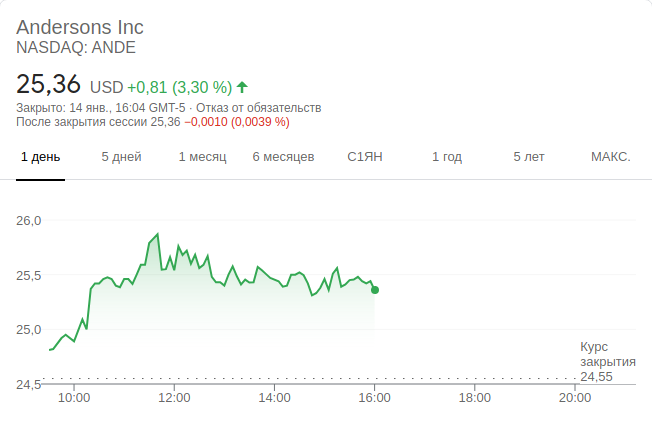 Andersons Inc
NASDAQ: ANDE
25,36 USD +0,81 (3,30 %)
Закрыто: 14 янв., 16:04 GMT-5 · Отказ от обязательств
После закрытия сессии 25,36 −0,0010 (0,0039 %)
1 день 5 дней 1 месяц 6 месяцев С1ЯН 1 год 5 лет МАКС.
26,0
25,5
25,0
Курс
закрытия
24,55
24,5
10:00 12:00 14:00 16:00 18:00 20:00